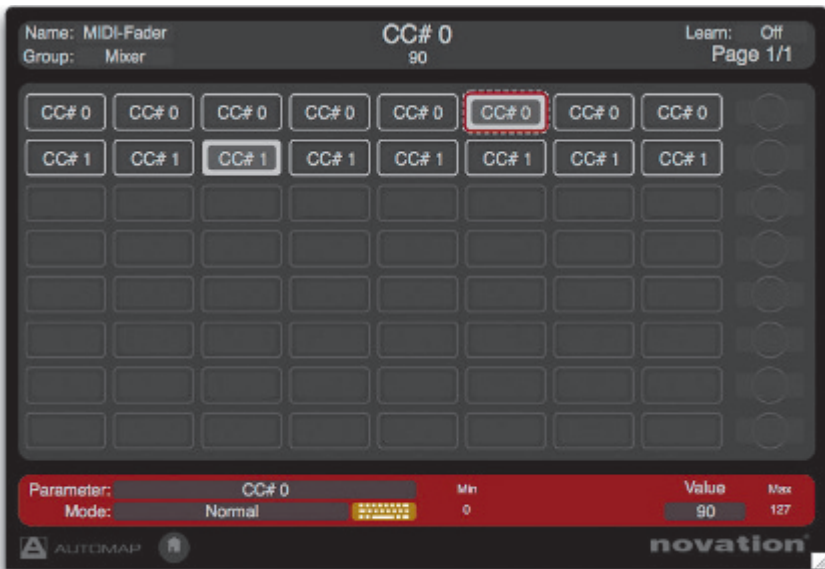 Name: MIDI-Fader CC# 0 Learn: Off
Group: Mixer 90 Page 1/1
CC# 0 CC# 0 CC# 0 CC# 0 CC# 0 CC# 0 CC# 0 CC# 0
CC# 1 CC# 1 CC# 1 CC# 1 CC# 1 CC# 1 CC# 1 CC# 1
Parameter: CC# 0 Min Value Max
Mode: Normal 0 90 127
A AUTOMAP novation